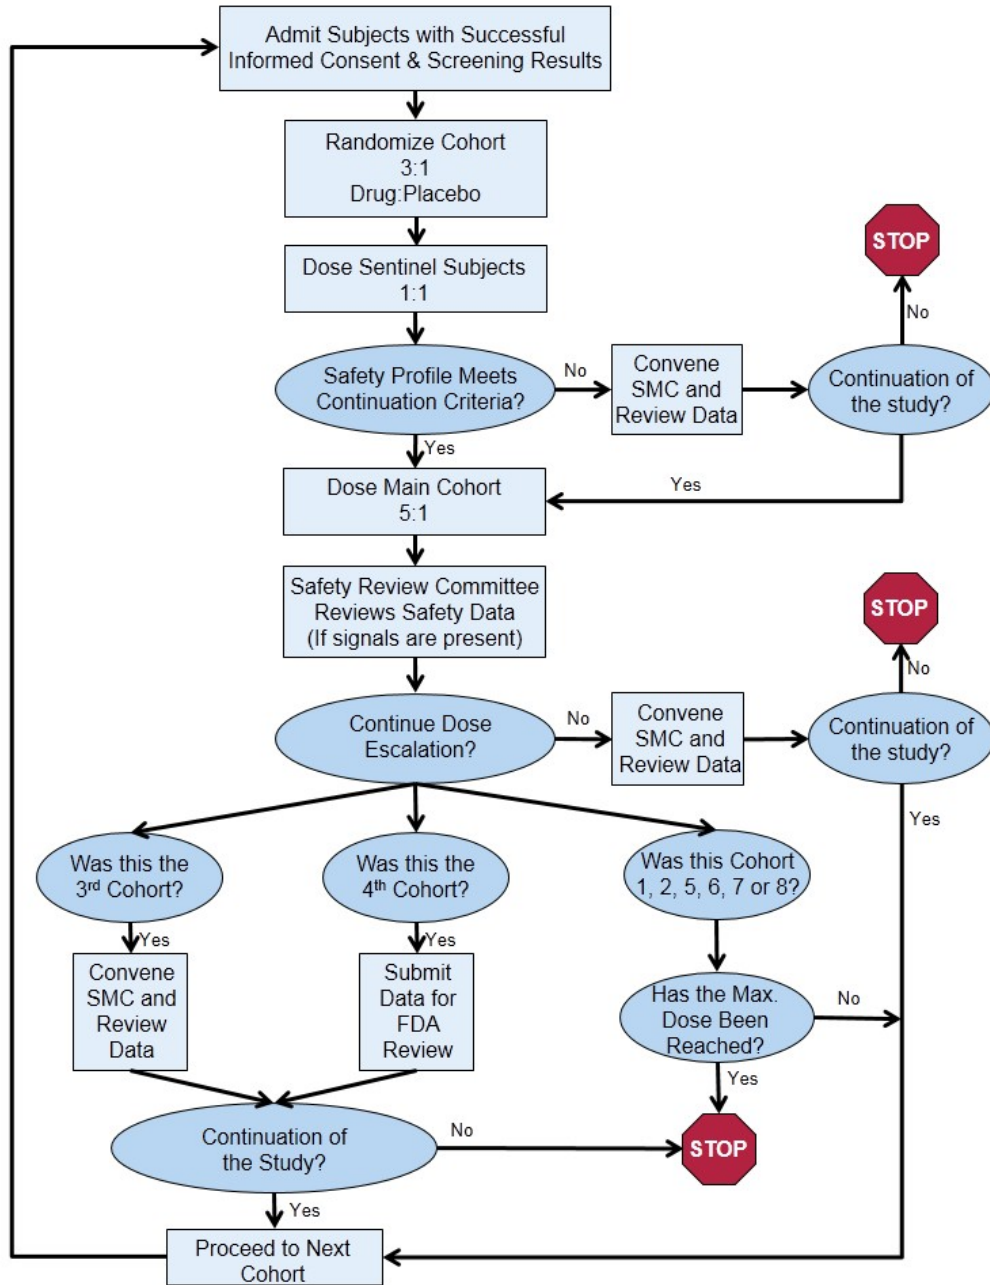 Admit Subjects with Successful
Informed Consent & Screening Results
Randomize Cohort
3:1
Drug:Placebo
Dose Sentinel Subjects
1:1
STOP
No
Safety Profile Meets
Continuation Criteria?
No
Convene
SMC and
Review Data
Continuation of
the study?
Yes
Yes
Dose Main Cohort
5:1
Safety Review Committee
Reviews Safety Data
(If signals are present)
STOP
No
Continue Dose
Escalation?
No
Convene
SMC and
Review Data
Continuation of
the study?
Yes
Was this the
3rd Cohort?
Was this the
4th Cohort?
Was this Cohort
1, 2, 5, 6, 7 or 8?
Yes
Yes
Convene
SMC and
Review
Data
Submit
Data for
FDA
Review
Has the Max.
Dose Been
Reached?
No
Yes
STOP
Continuation of
the Study?
No
Yes
Proceed to Next
Cohort